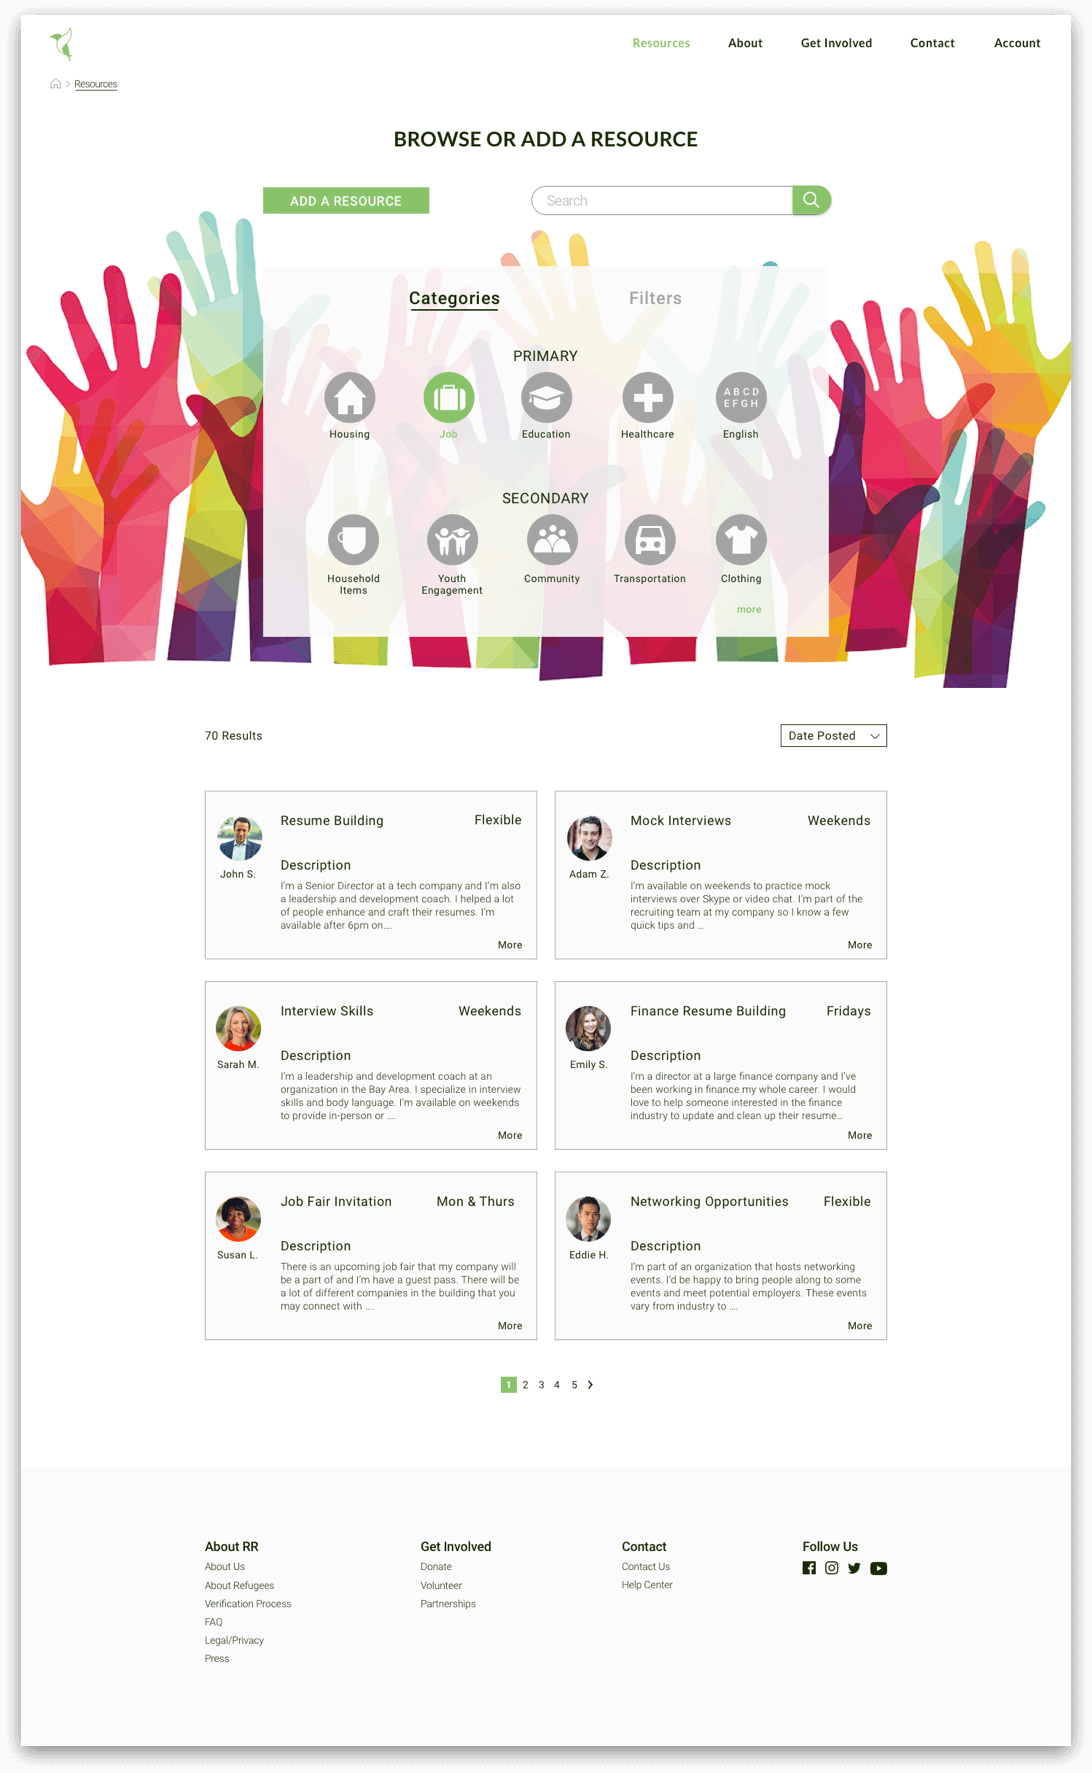 Resources About Get Involved Contact Account
Resources
BROWSE OR ADD A RESOURCE
ADD A RESOURCE
Search
Categories Filters
PRIMARY
Housing Job Education Healthcare English
A B C D
E F G H
SECONDARY
Household Items
Youth Engagement
Community
Transportation
Clothing
more
70 Results
Date Posted
Resume Building Flexible
John S.
Description
I'm a Senior Director at a tech company and I'm also
a leadership and development coach. I helped a lot
of people enhance and craft their resumes. I'm
available after 6pm on....
More
Mock Interviews Weekends
Adam Z.
Description
I'm available on weekends to practice mock
interviews over Skype or video chat. I'm part of the
recruiting team at my company so I know a few
quick tips and ...
More
Interview Skills Weekends
Sarah M.
Description
I'm a leadership and development coach at an
organization in the Bay Area. I specialize in interview
skills and body language. I'm available on weekends
to provide in-person or ....
More
Finance Resume Building Fridays
Emily S.
Description
I'm a director at a large finance company and I've
been working in finance my whole career. I would
love to help someone interested in the finance
industry to update and clean up their resume...
More
Job Fair Invitation Mon & Thurs
Susan L.
Description
There is an upcoming job fair that my company will
be a part of and I'm have a guest pass. There will be
a lot of different companies in the building that you
may connect with ....
More
Networking Opportunities Flexible
Eddie H.
Description
I'm part of an organization that hosts networking
events. I'd be happy to bring people along to some
events and meet potential employers. These events
vary from industry to ....
More
1 2 3 4 5
About RR
About Us
About Refugees
Verification Process
FAQ
Legal/Privacy
Press
Get Involved
Donate
Volunteer
Partnerships
Contact
Contact Us
Help Center
Follow Us